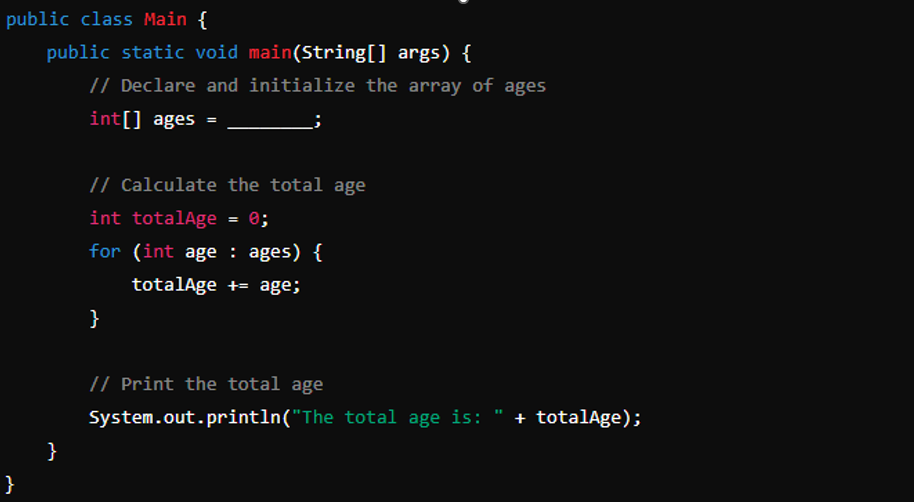 public class Main {
public static void main(String[] args) {
// Declare and initialize the array of ages
int[] ages = ________;
// Calculate the total age
int totalAge = 0;
for (int age : ages) {
totalAge += age;
}
// Print the total age
System.out.println("The total age is: " + totalAge);
}
}